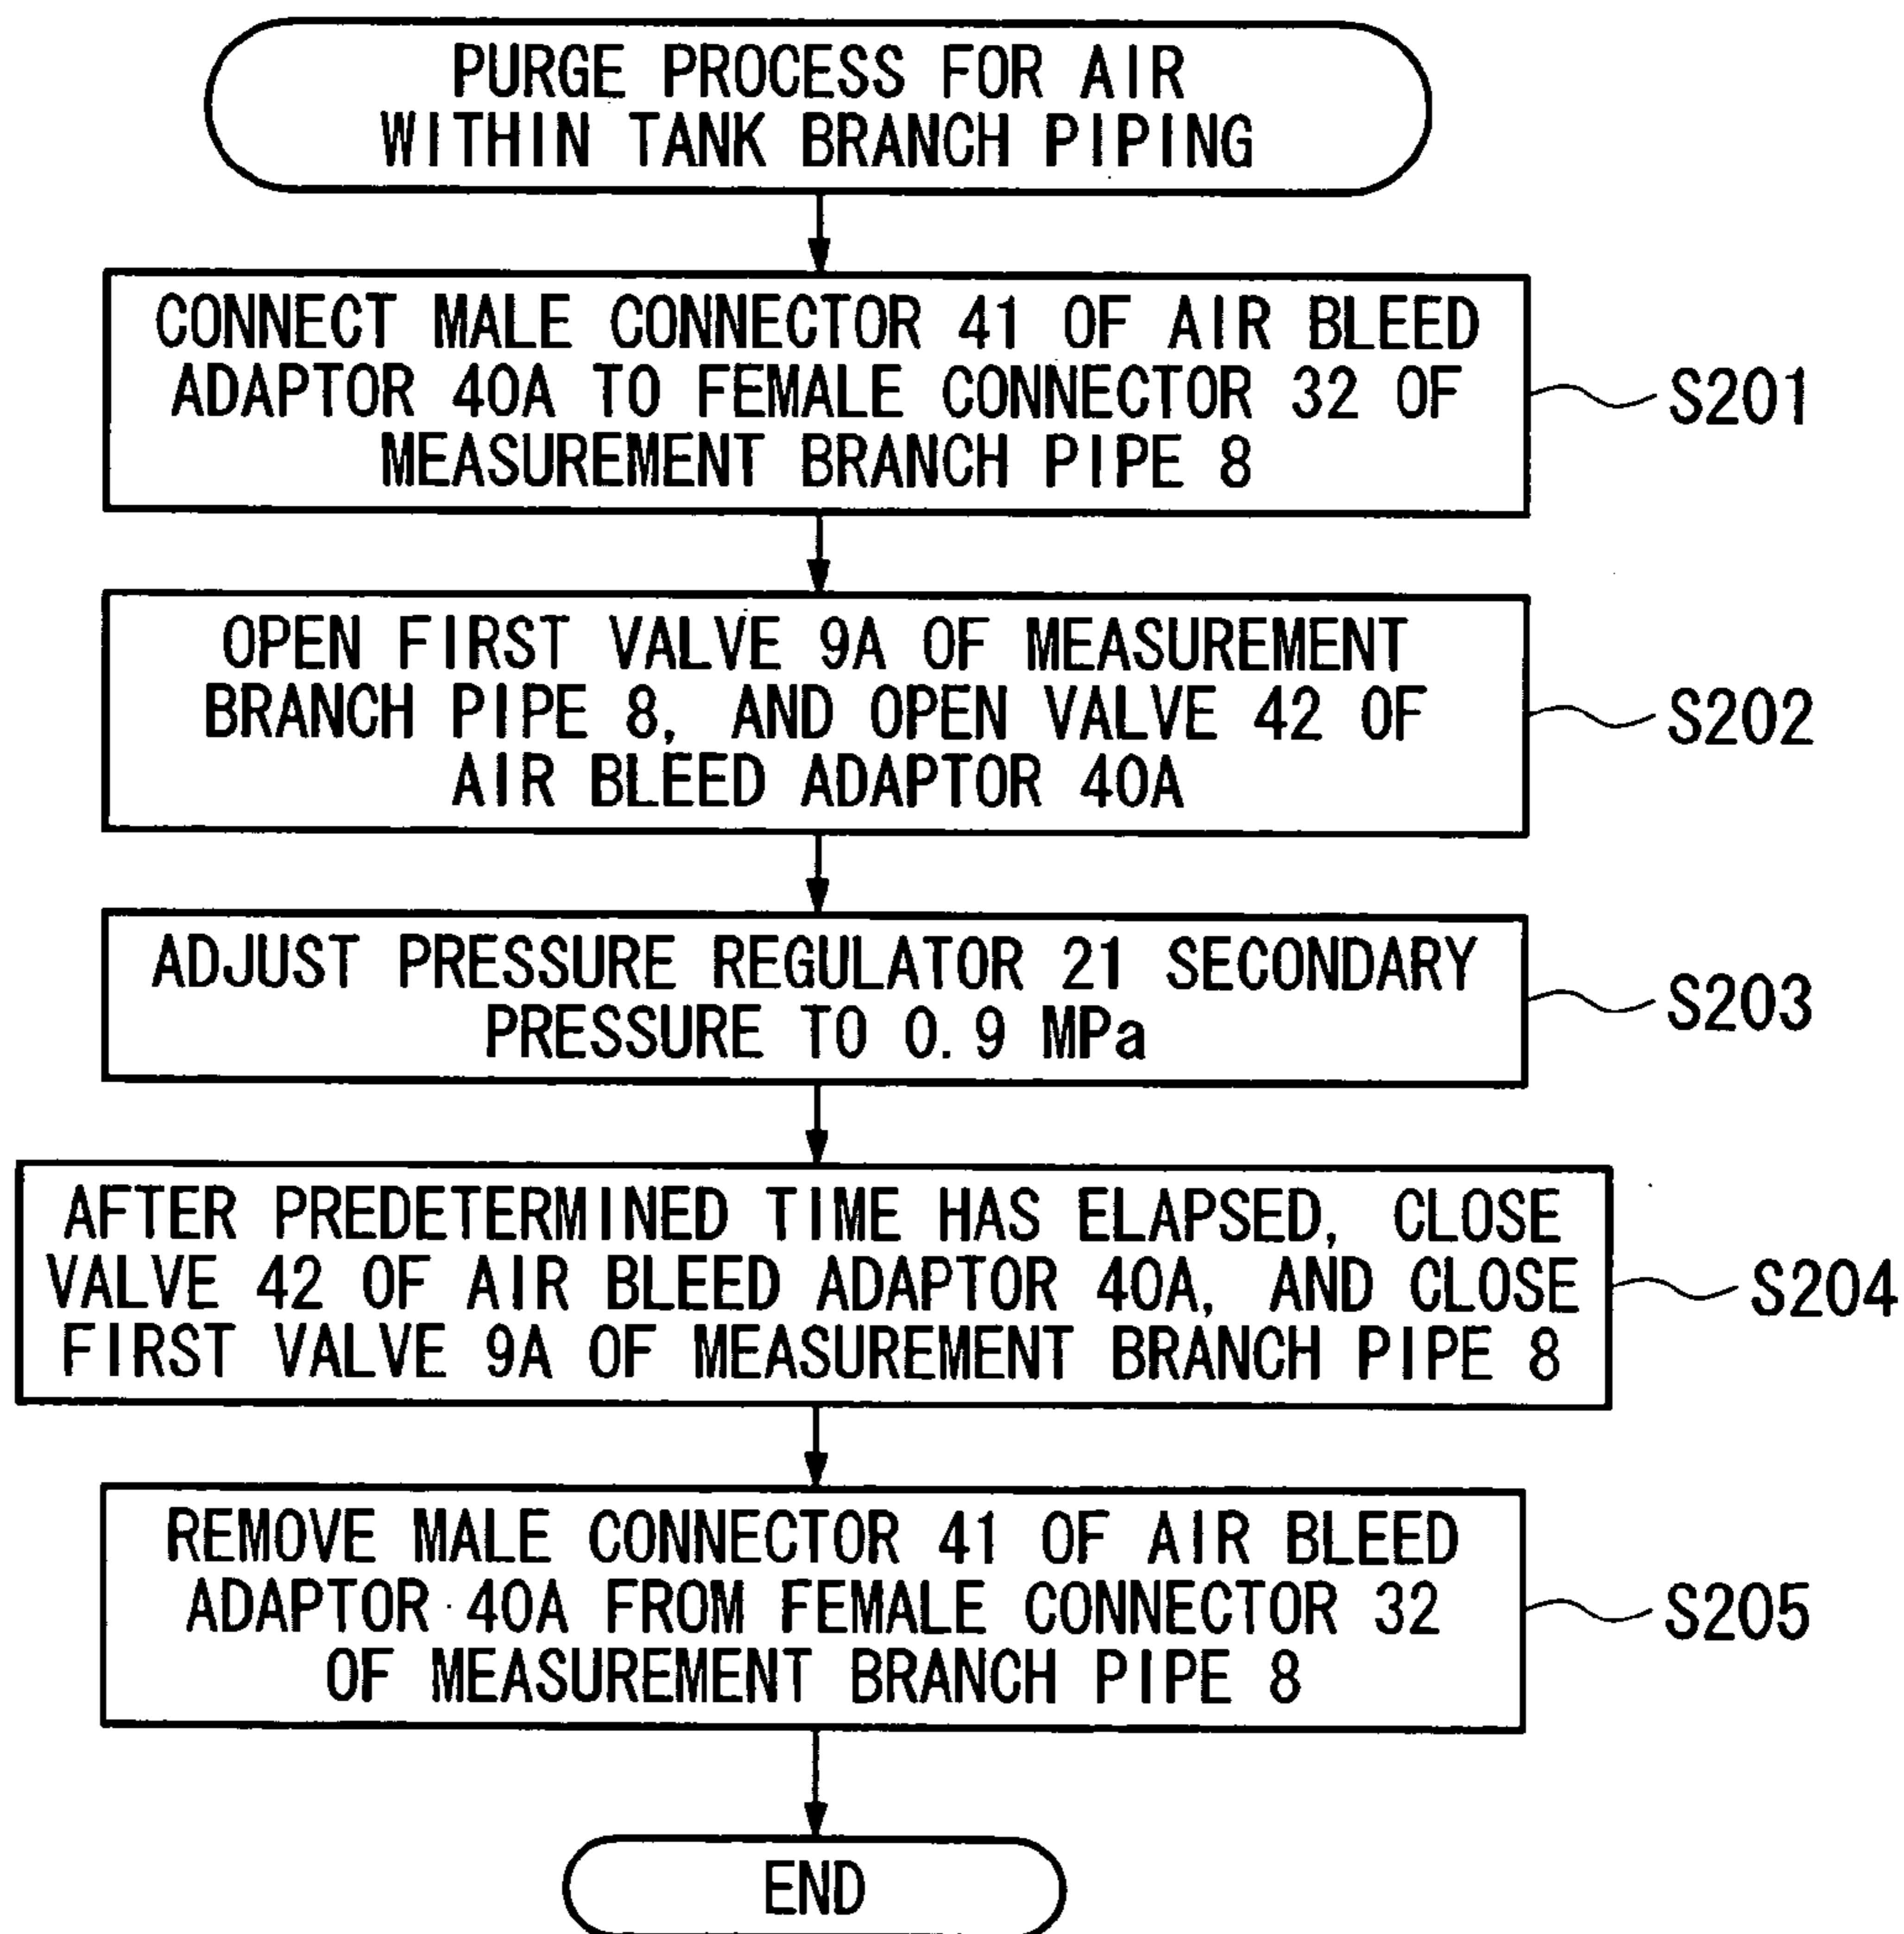 PURGE PROCESS FOR AIR
WITHIN TANK BRANCH PIPING
CONNECT MALE CONNECTOR 41 OF AIR BLEED
ADAPTOR 40A TO FEMALE CONNECTOR 32 OF
MEASUREMENT BRANCH PIPE 8
S201
OPEN FIRST VALVE 9A OF MEASUREMENT
BRANCH PIPE 8, AND OPEN VALVE 42 OF
AIR BLEED ADAPTOR 40A
S202
ADJUST PRESSURE REGULATOR 21 SECONDARY
PRESSURE TO 0.9 MPa
S203
AFTER PREDETERMINED TIME HAS ELAPSED, CLOSE
VALVE 42 OF AIR BLEED ADAPTOR 40A, AND CLOSE
FIRST VALVE 9A OF MEASUREMENT BRANCH PIPE 8
S204
REMOVE MALE CONNECTOR 41 OF AIR BLEED
ADAPTOR 40A FROM FEMALE CONNECTOR 32
OF MEASUREMENT BRANCH PIPE 8
S205
END